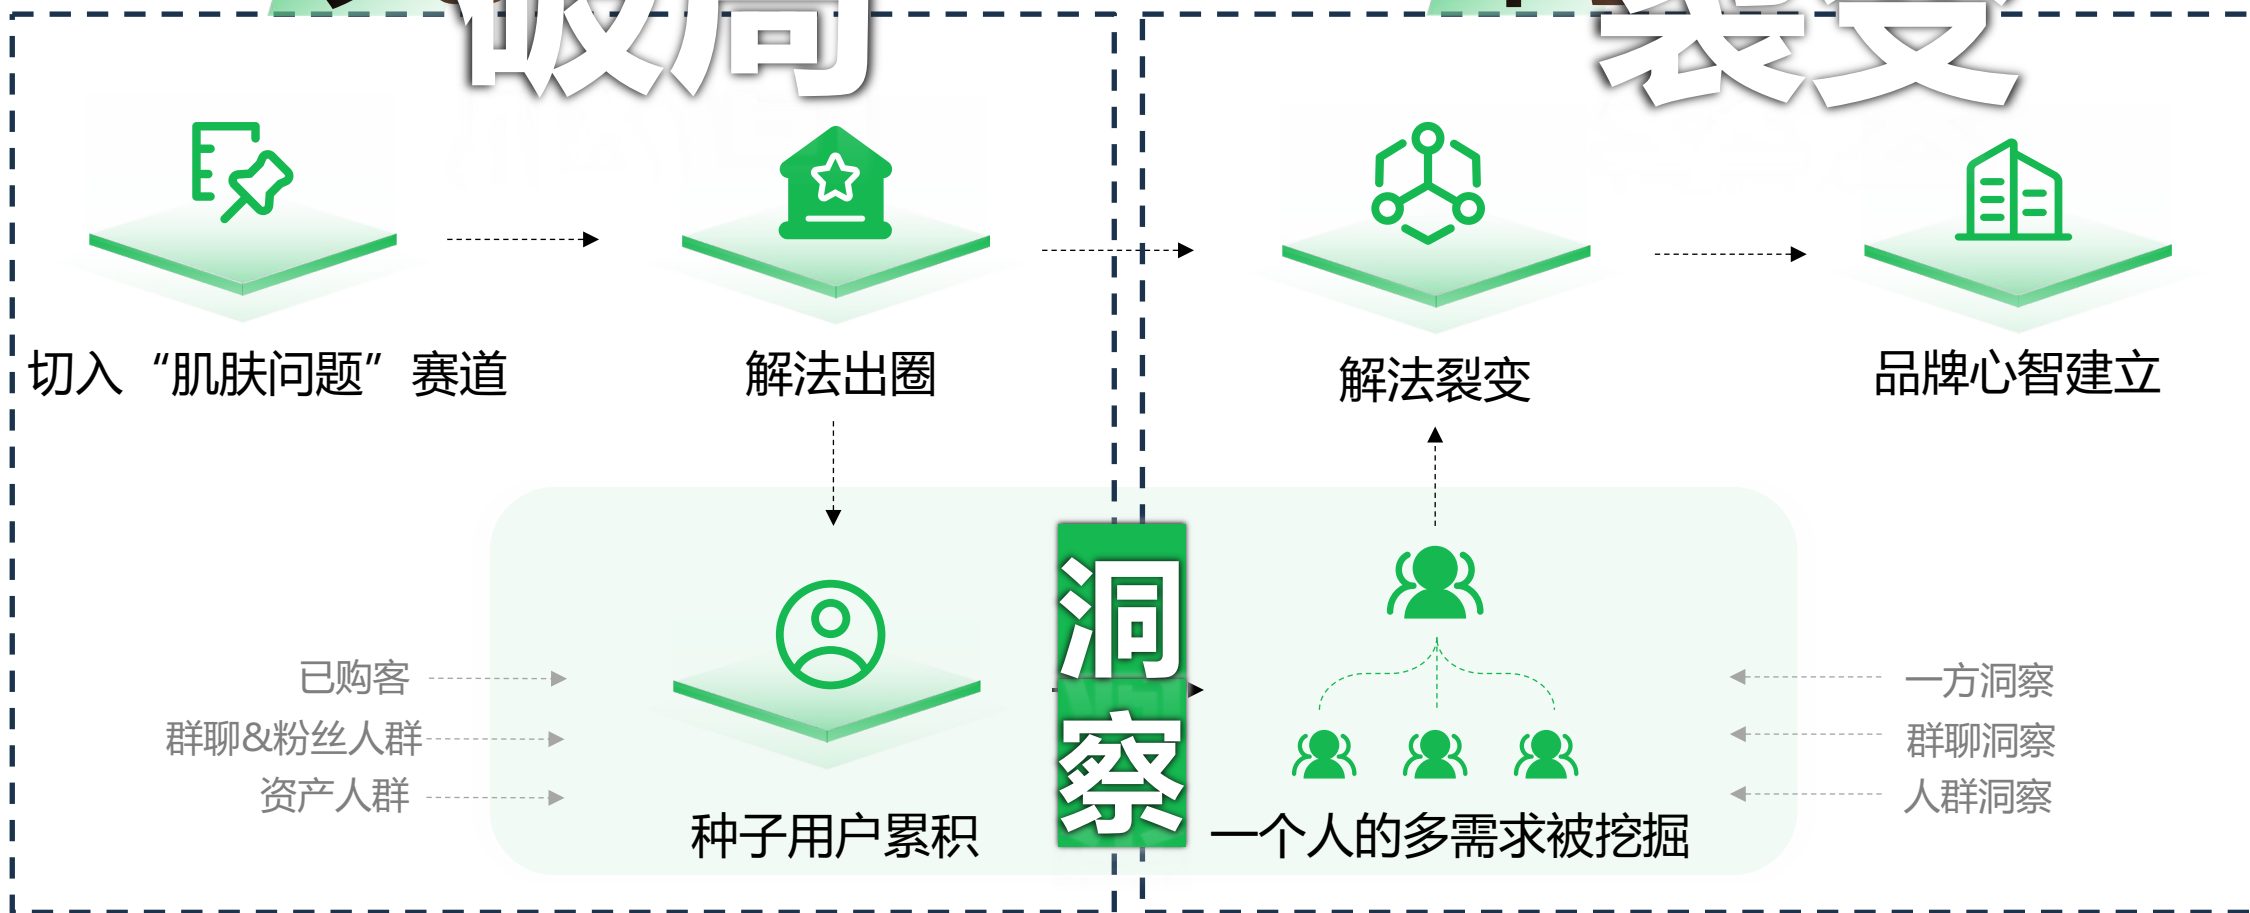 破局
裂变
切入“肌肤问题”赛道
解法出圈
解法裂变
品牌心智建立
洞察
已购客
群聊&粉丝人群
资产人群
种子用户累积
一个人的多需求被挖掘
一方洞察
群聊洞察
人群洞察